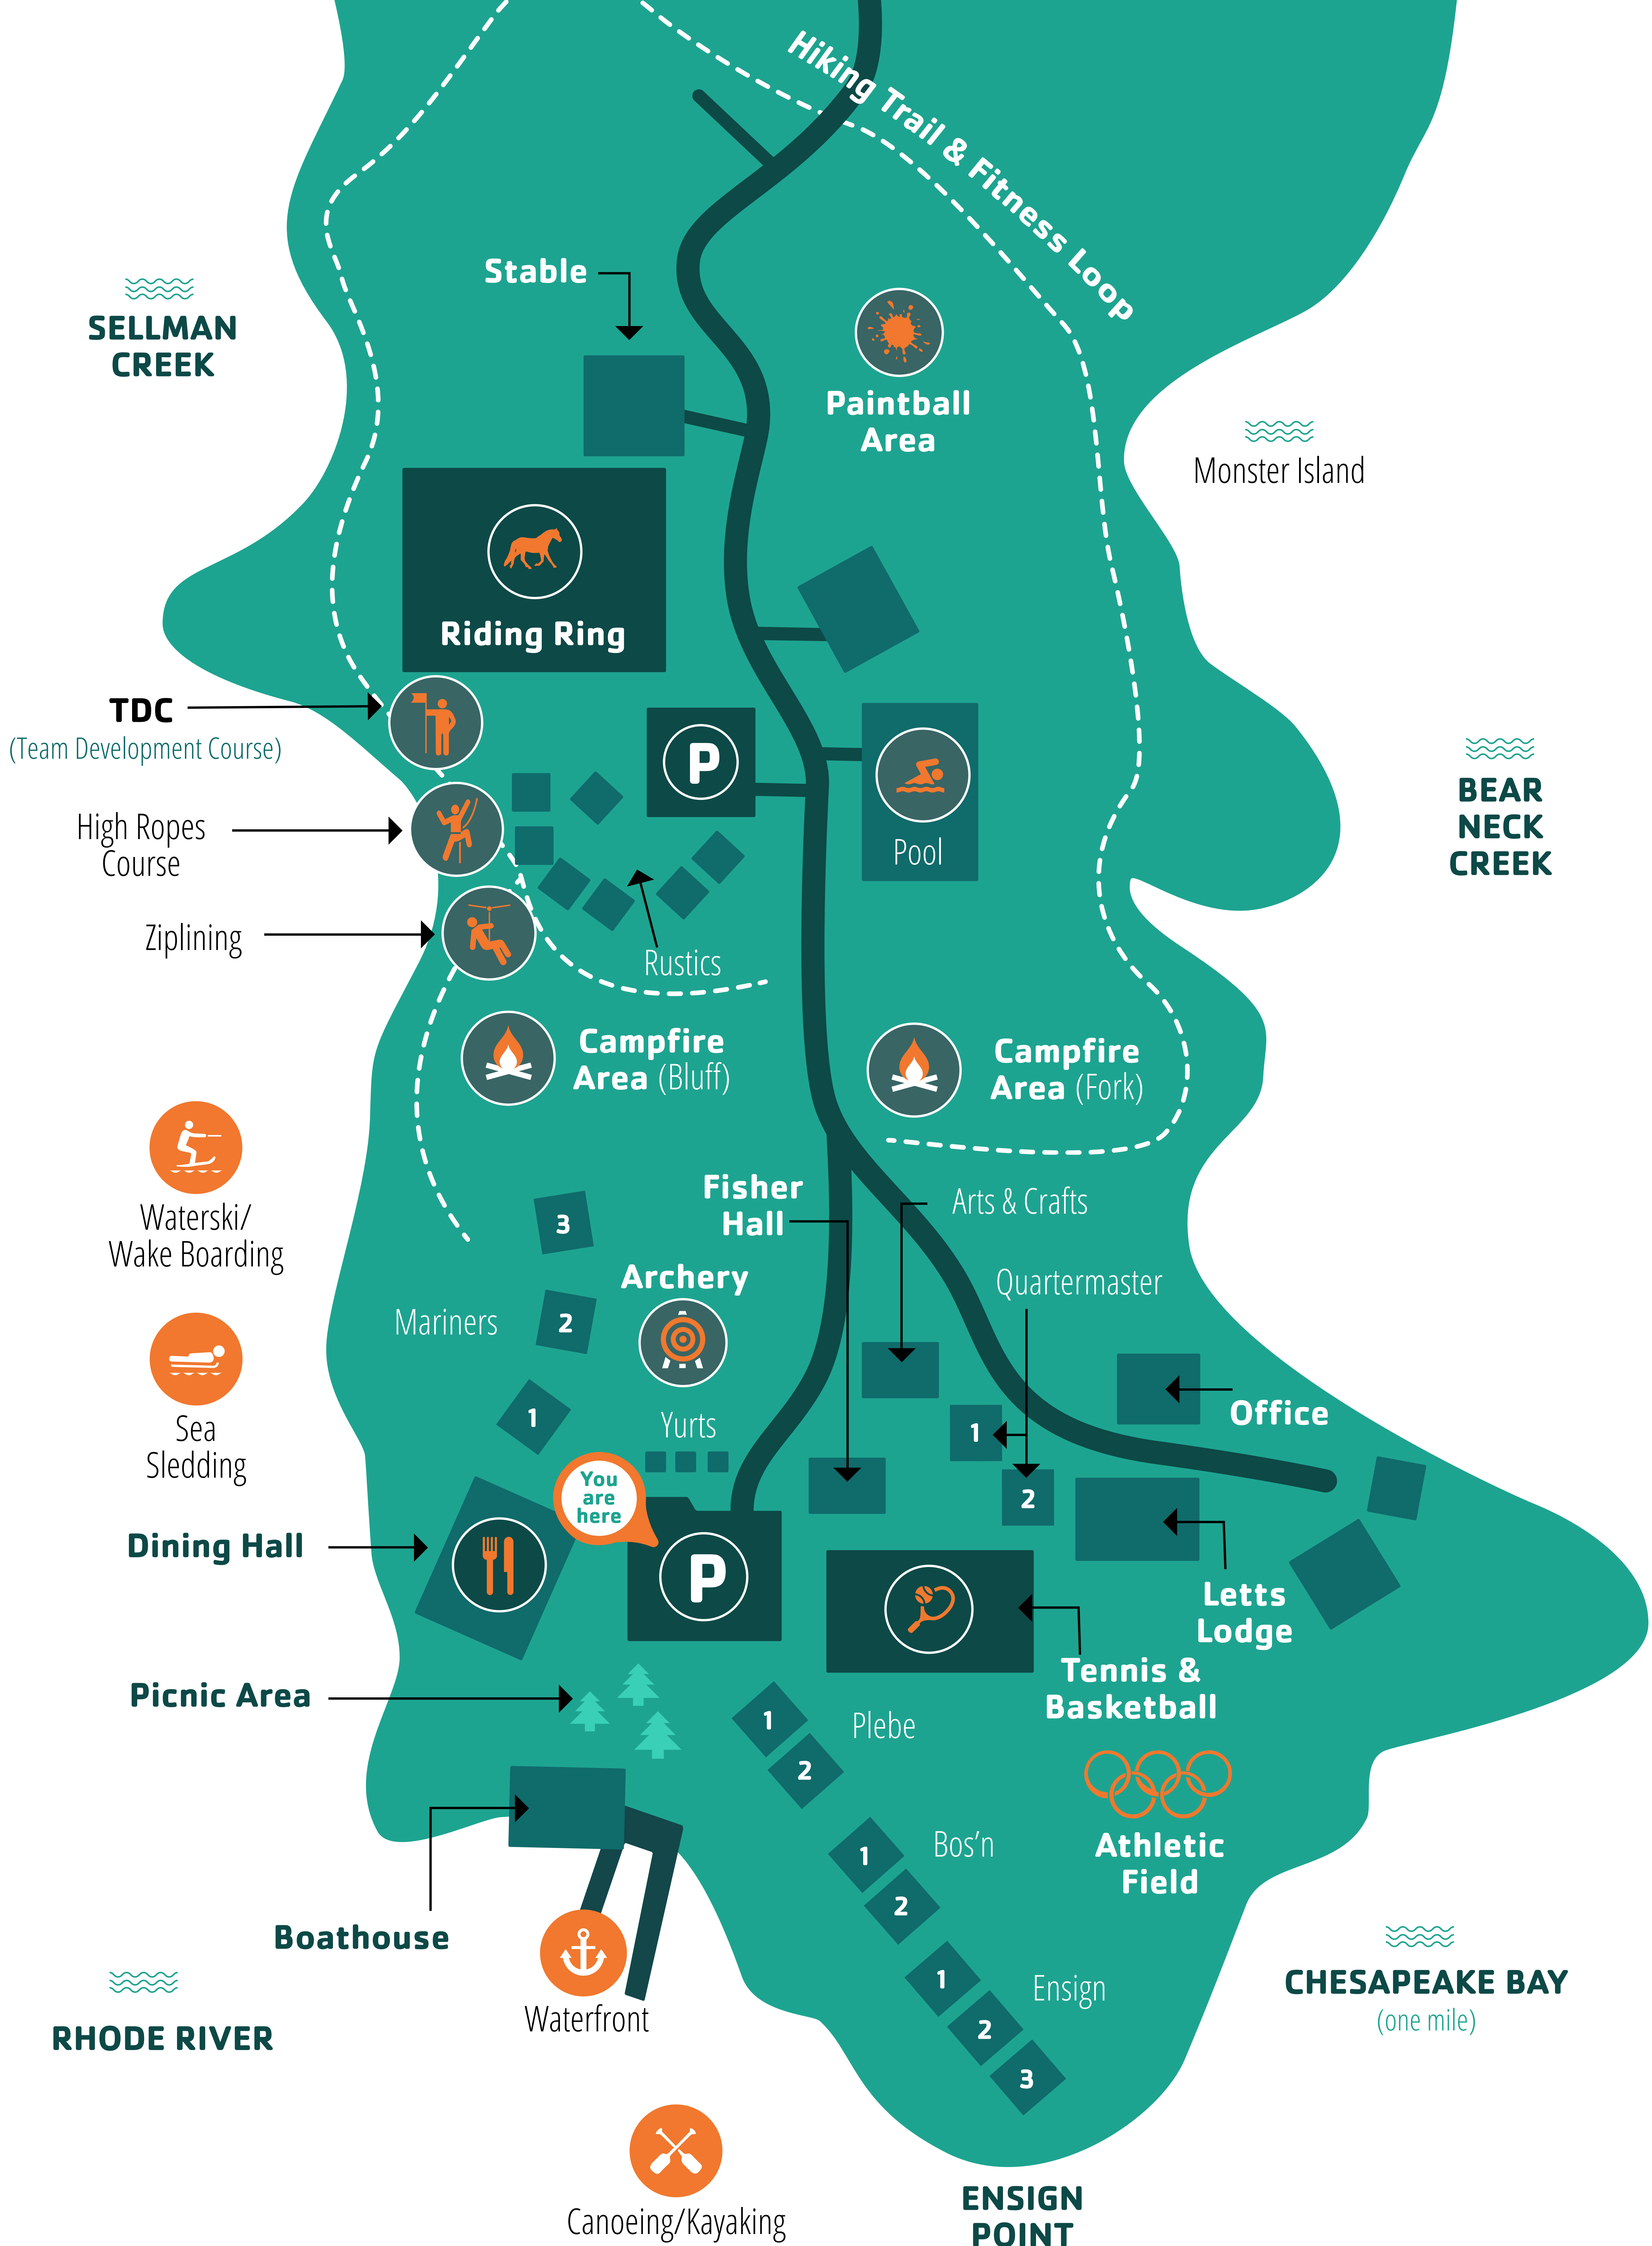 Hiking Trail & Fitness Loop
Stable
SELLMAN
CREEK
Paintball
Area
Monster Island
Riding Ring
TDC
(Team Development Course)
P
BEAR
NECK
CREEK
High Ropes
Course
Pool
Ziplining
Rustics
Campfire
Area (Bluff)
Campfire
Area (Fork)
Waterski/
Wake Boarding
Fisher
Hall
Arts & Crafts
3
Archery
Quartermaster
Mariners
2
1
Yurts
Sea
Sledding
Office
1
2
You
are
here
Dining Hall
P
Letts
Lodge
Tennis &
Basketball
Picnic Area
1
2
Plebe
Athletic
Field
1
2
Bos'n
Boathouse
Waterfront
1
2
3
Ensign
CHESAPEAKE BAY
(one mile)
RHODE RIVER
Canoeing/Kayaking
ENSIGN
POINT